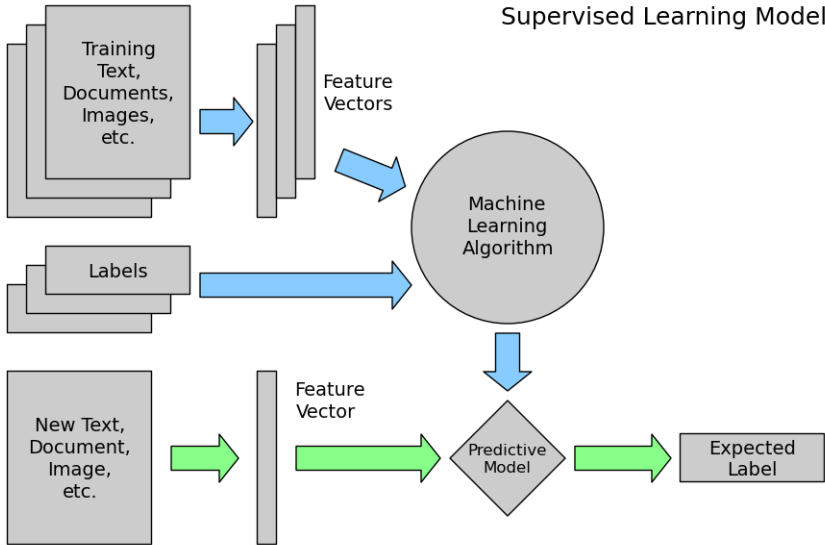 Supervised Learning Model
Training
Text,
Documents,
Images,
etc.
Feature
Vectors
Machine
Learning
Algorithm
Labels
New Text,
Document,
Image,
etc.
Feature
Vector
Predictive
Model
Expected
Label